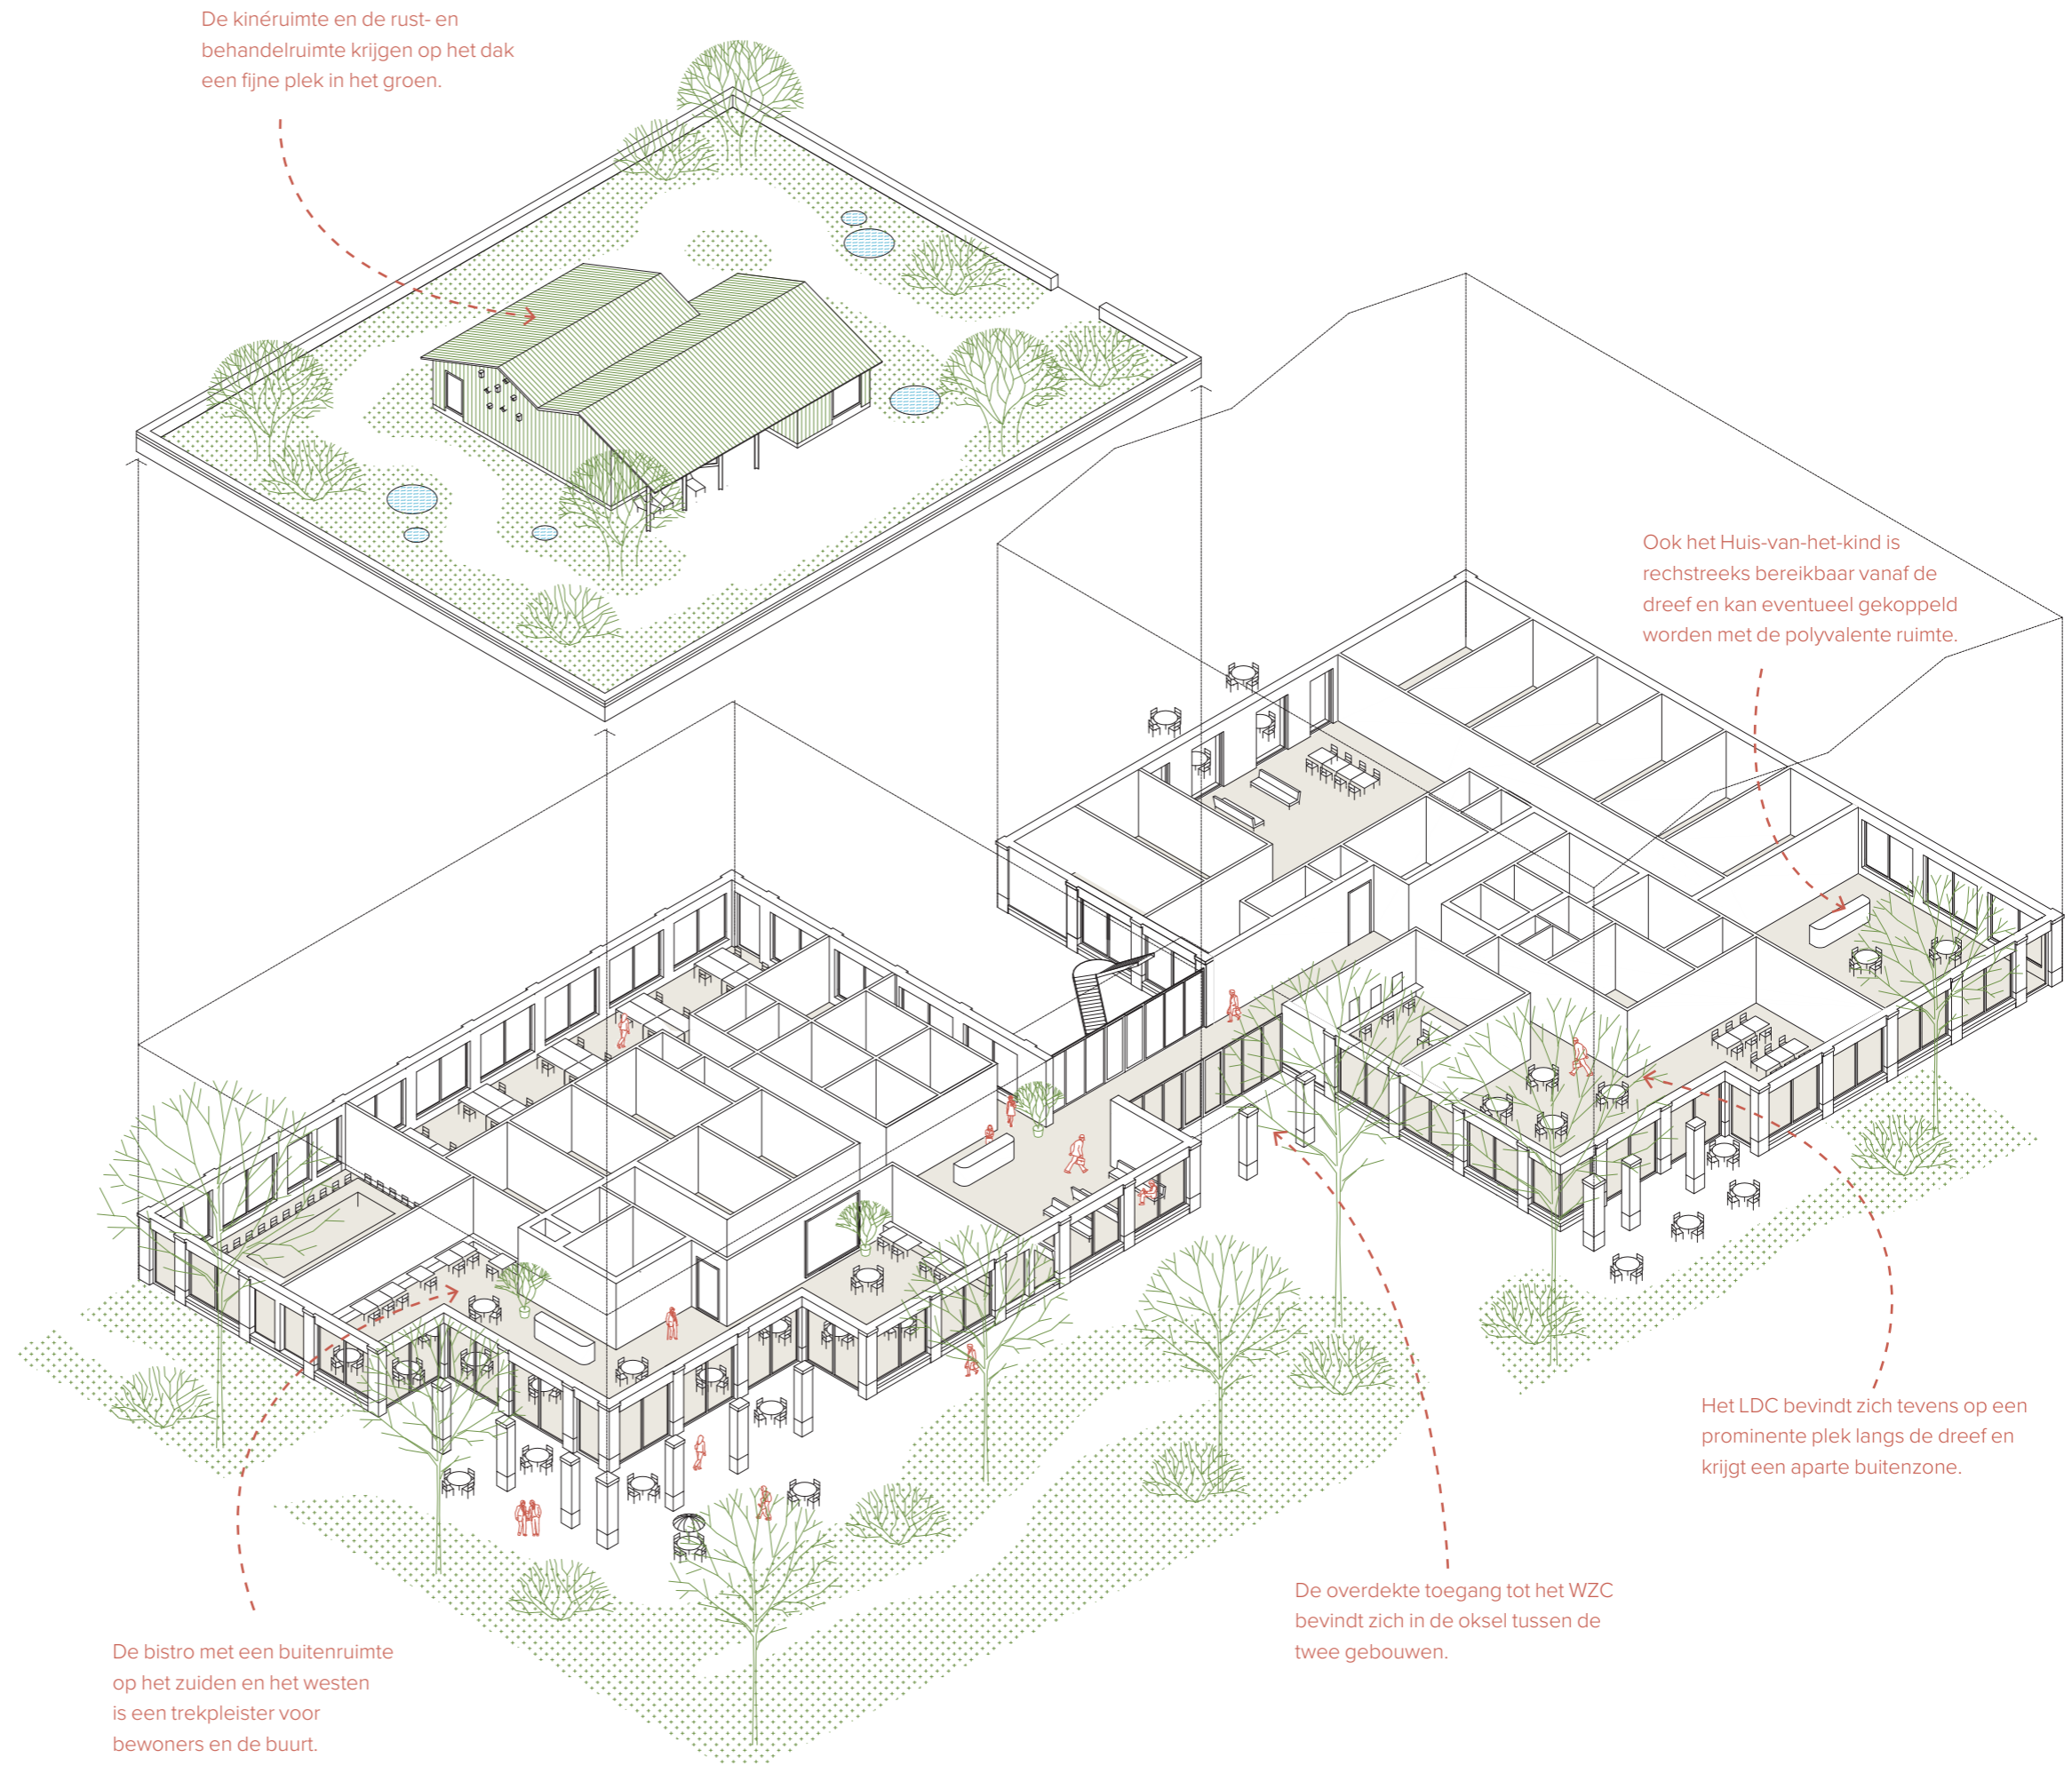 De kinéruimte en de rust- en
behandelruimte krijgen op het dak
een fijne plek in het groen.
Ook het Huis-van-het-kind is
rechstreeks bereikbaar vanaf de
dreef en kan eventueel gekoppeld
worden met de polyvalente ruimte.
Het LDC bevindt zich tevens op een
prominente plek langs de dreef en
krijgt een aparte buitenzone.
De overdekte toegang tot het WZC
bevindt zich in de oksel tussen de
twee gebouwen.
De bistro met een buitenruimte
op het zuiden en het westen
is een trekpleister voor
bewoners en de buurt.